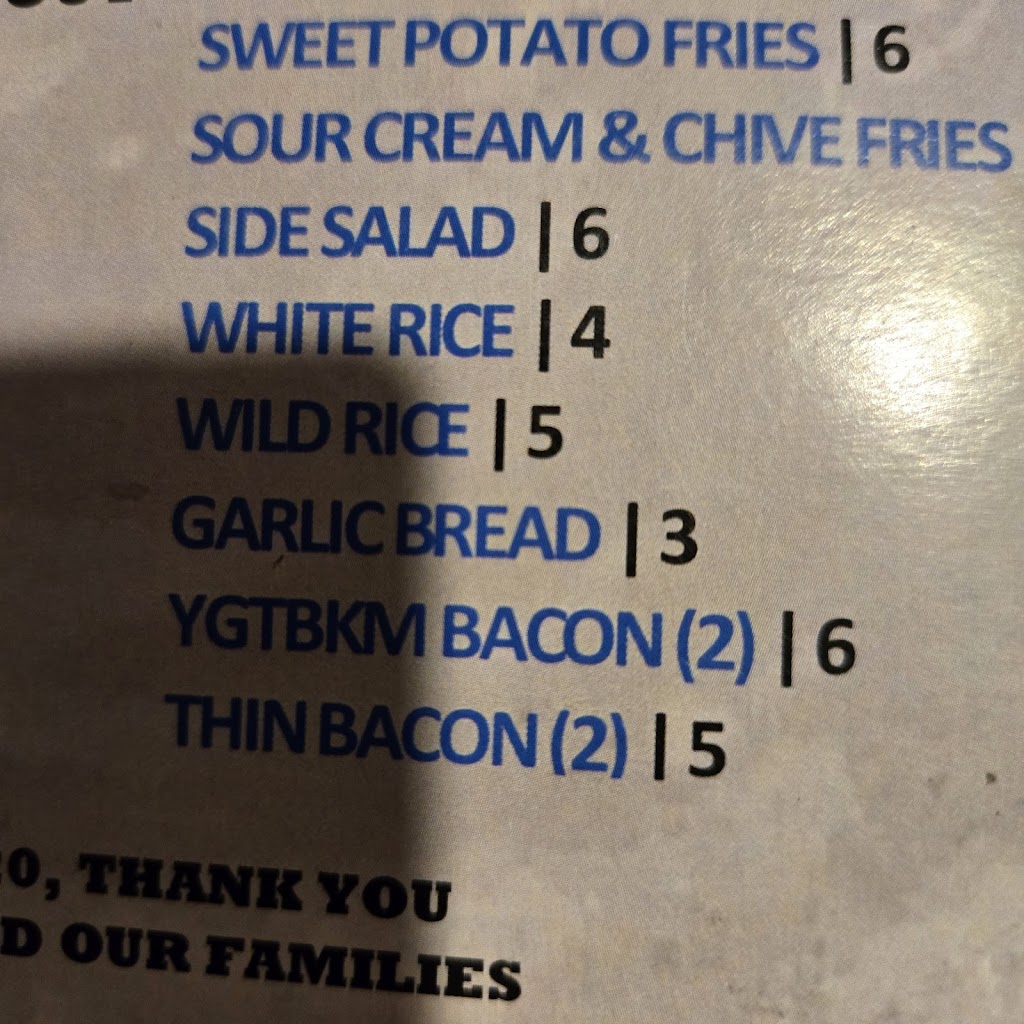 SWEET POTATO FRIES | 6
SOUR CREAM & CHIVE FRIES
SIDE SALAD | 6
WHITE RICE | 4
WILD RICE | 5
GARLIC BREAD | 3
YGTBKM BACON (2) | 6
THIN BACON (2) | 5
0, THANK YOU
D OUR FAMILIES